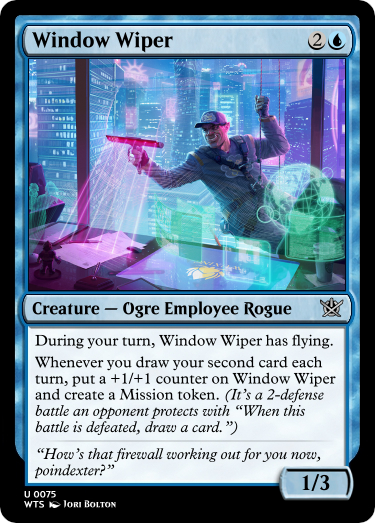 Window Wiper 2
Creature — Ogre Employee Rogue
During your turn, Window Wiper has flying.
Whenever you draw your second card each
turn, put a +1/+1 counter on Window Wiper
and create a Mission token. (It's a 2-defense
battle an opponent protects with “When this
battle is defeated, draw a card.”)
“How's that firewall working out for you now,
poindexter?”
1/3
U 0075
WTS Jori Bolton